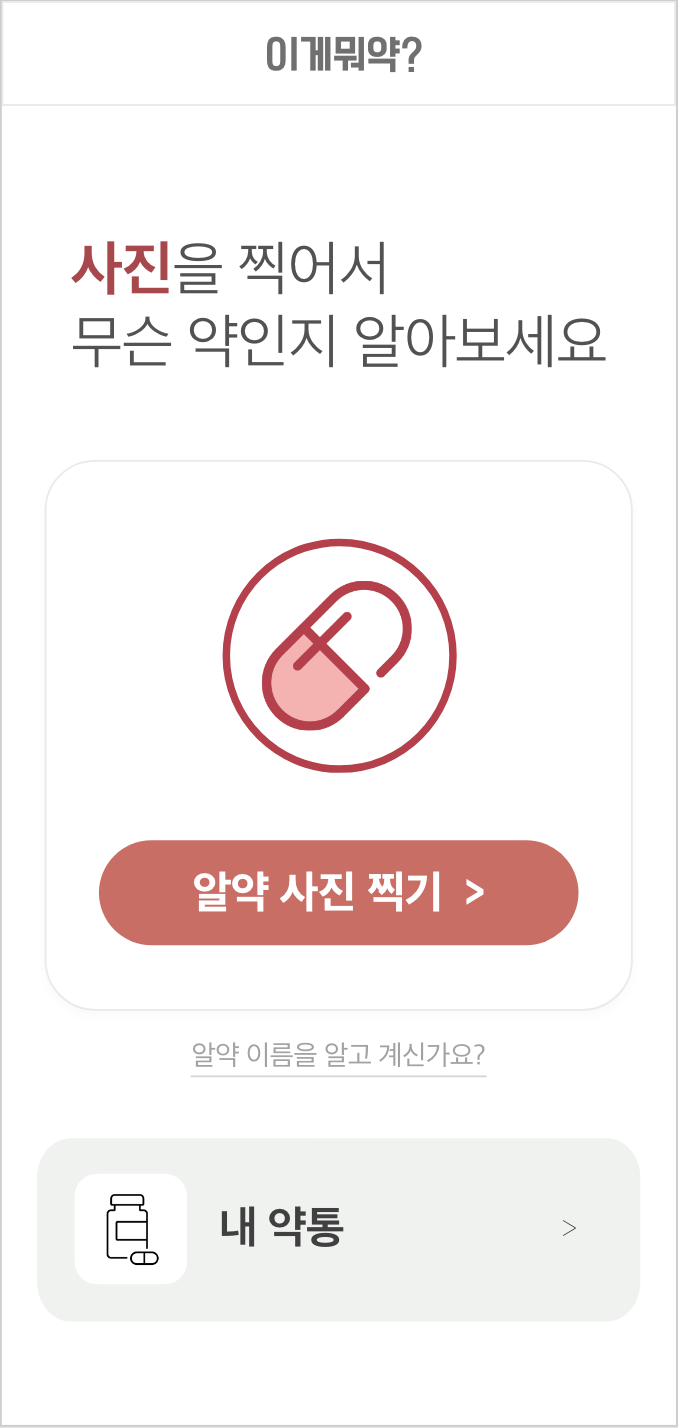 이게뭐약?
사진을 찍어서
무슨 약인지 알아보세요
알약 사진 찍기 >
알약 이름을 알고 계신가요?
내 약통 >